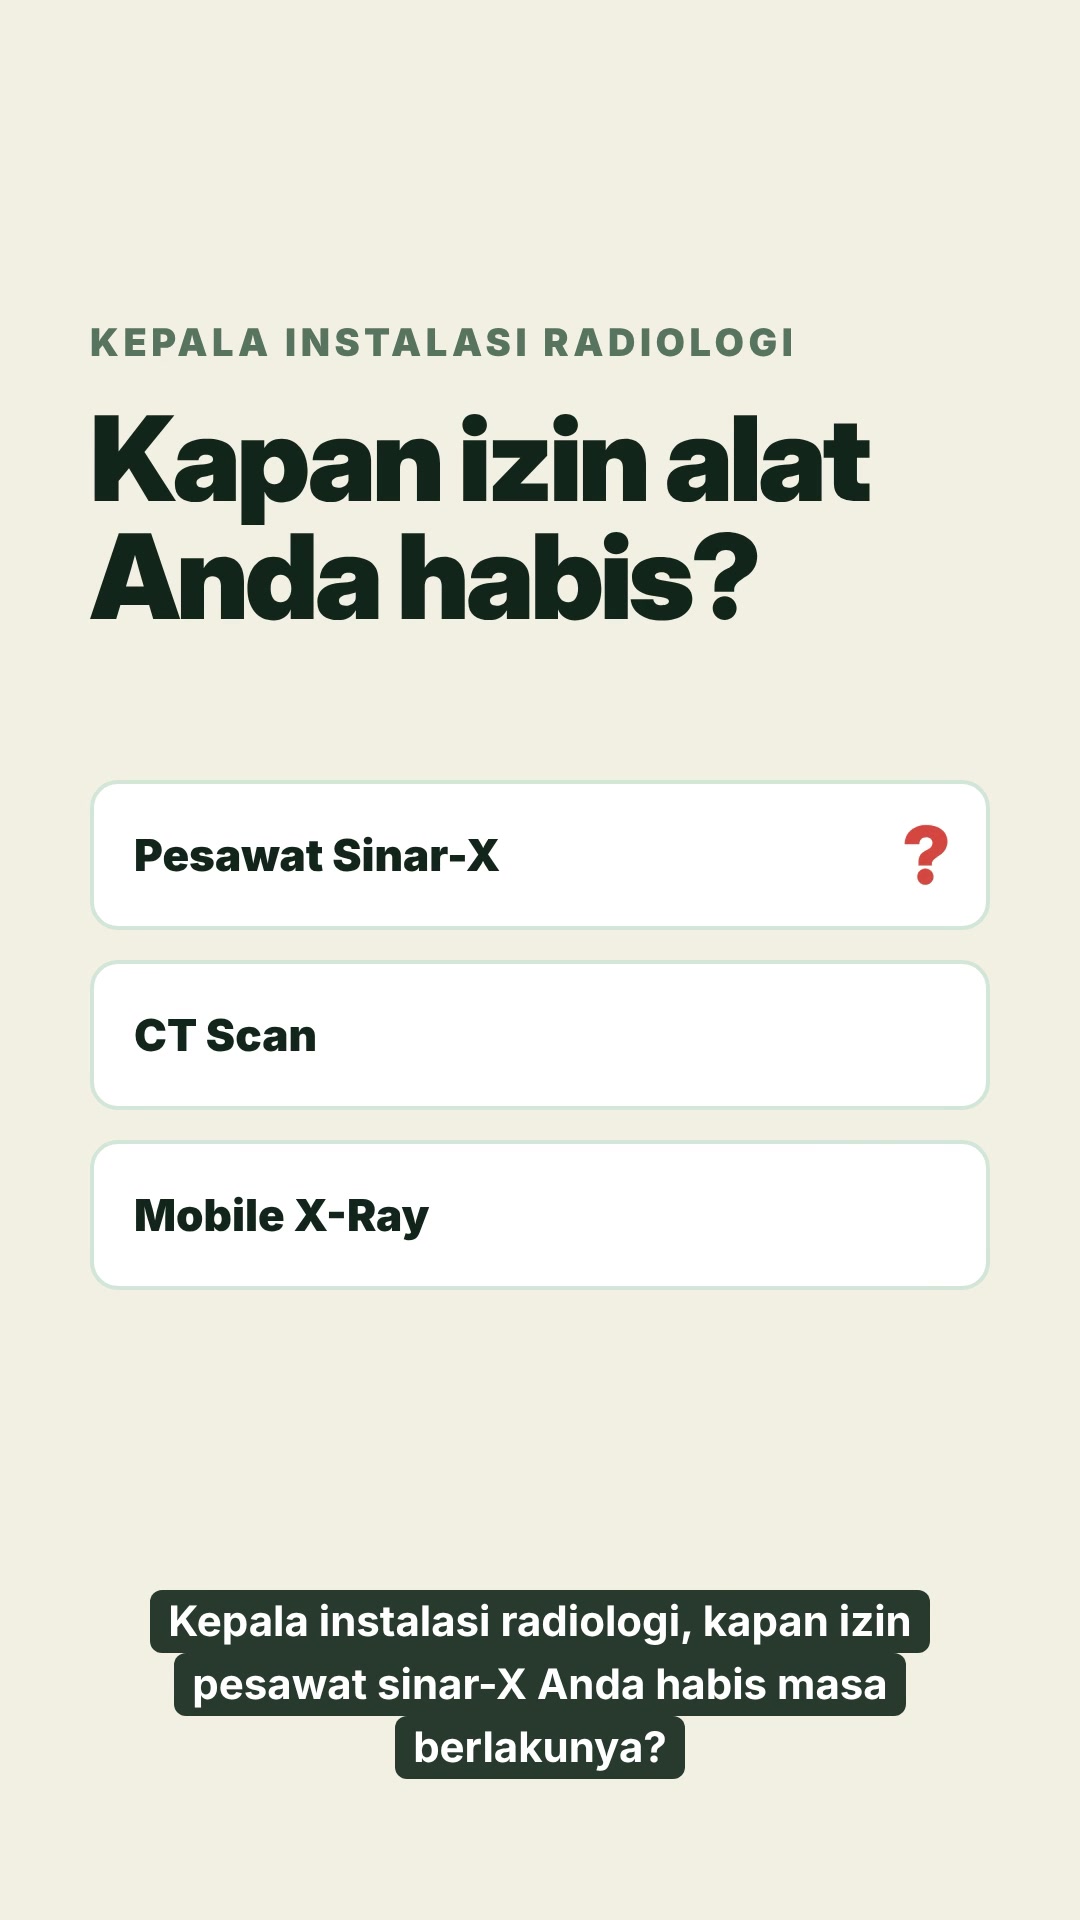 KEPALA INSTALASI RADIOLOGI
Kapan izin alat
Anda habis?
Pesawat Sinar-X
?
CT Scan
Mobile X-Ray
Kepala instalasi radiologi, kapan izin
pesawat sinar-X Anda habis masa
berlakunya?